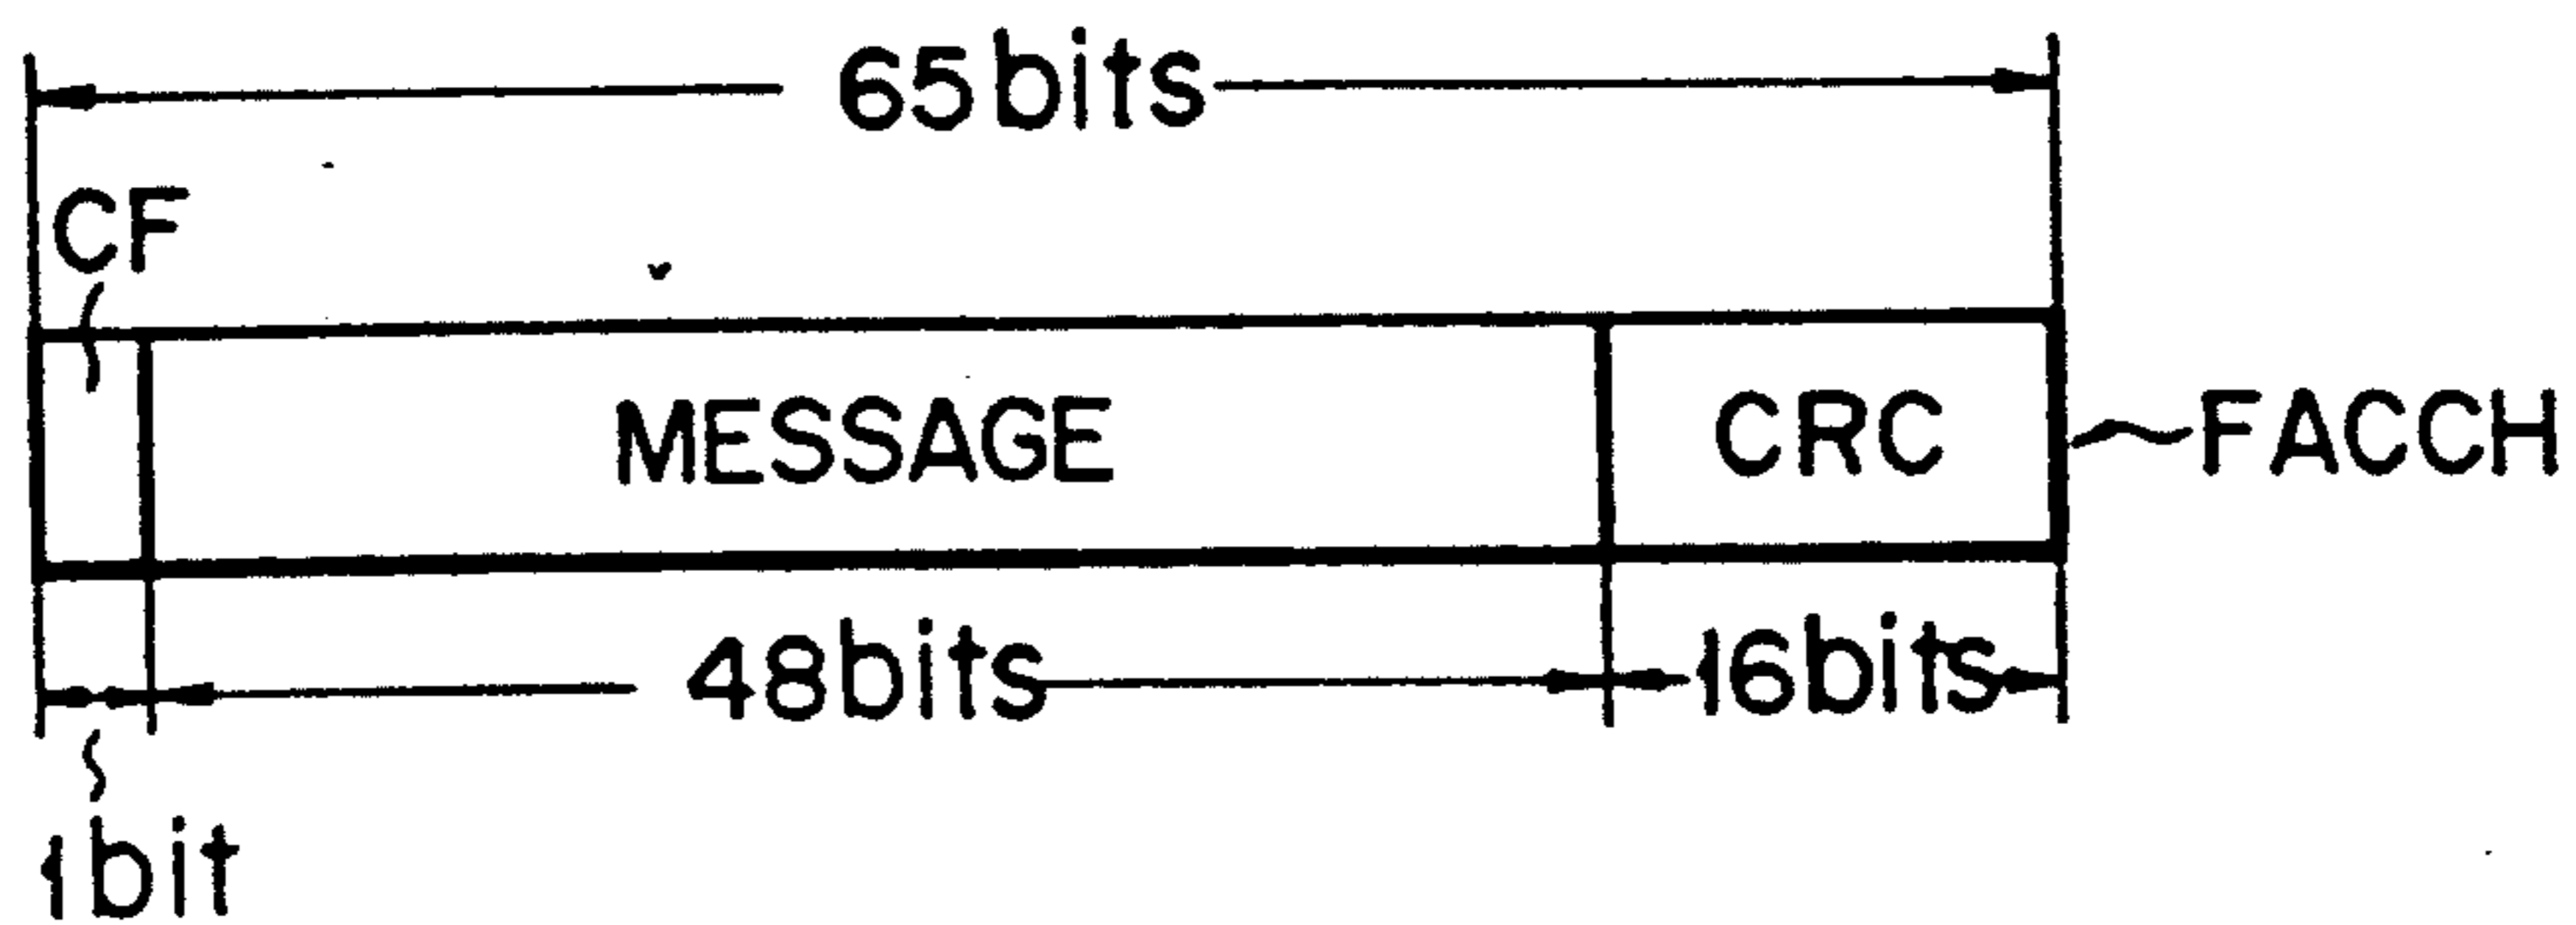 65bits
CF
MESSAGE CRC FACCH
48bits 16bits
1bit